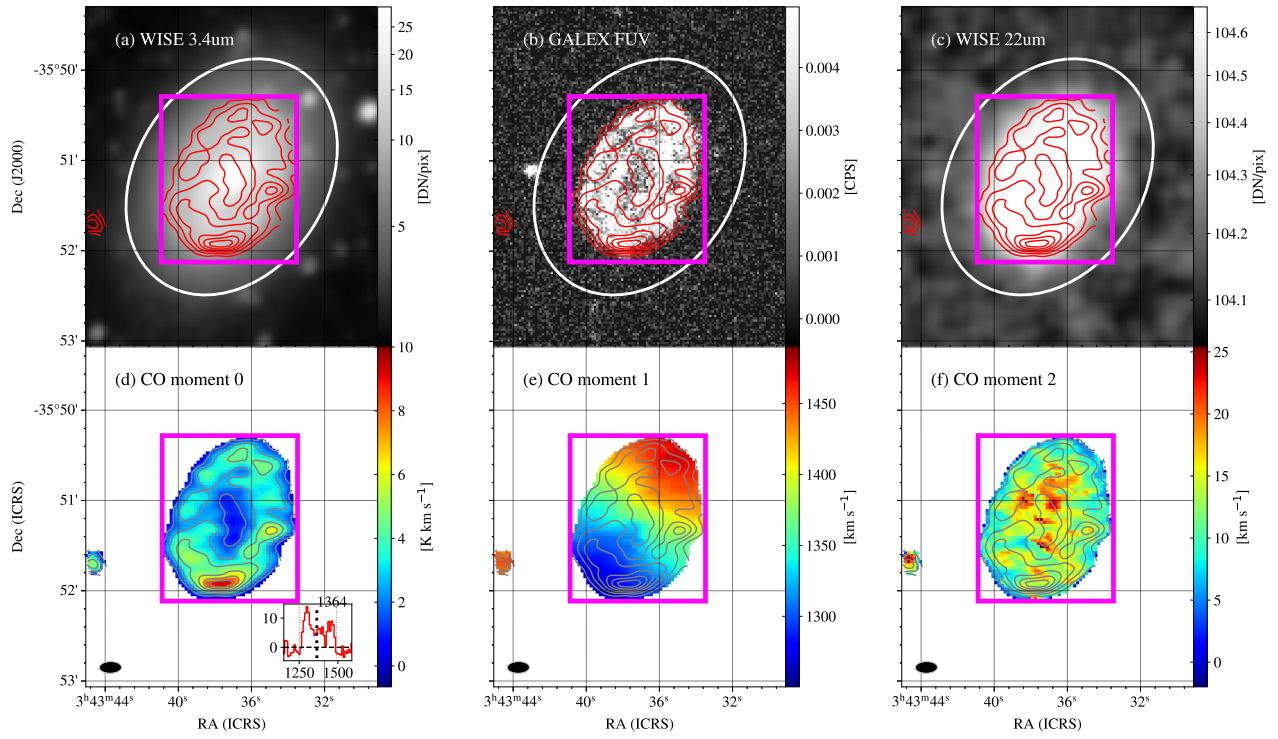 (a) WISE 3.4um
(b) GALEX FUV
(c) WISE 22um
25
20
15
10
5
[DN/pix]
0.004
0.003
0.002
0.001
0.000
[CPS]
104.6
104.5
104.4
104.3
104.2
104.1
[DN/pix]
-35°50'
51'
52'
53'
Dec (J2000)
(d) CO moment 0
(e) CO moment 1
(f) CO moment 2
10
8
6
4
2
0
[K km s⁻¹]
1450
1400
1350
1300
[km s⁻¹]
25
20
15
10
5
0
[km s⁻¹]
-35°50'
51'
52'
53'
Dec (ICRS)
1364
10
0
1250 1500
3ʰ43ᵐ44ˢ 40ˢ 36ˢ 32ˢ
3ʰ43ᵐ44ˢ 40ˢ 36ˢ 32ˢ
3ʰ43ᵐ44ˢ 40ˢ 36ˢ 32ˢ
RA (ICRS)
RA (ICRS)
RA (ICRS)